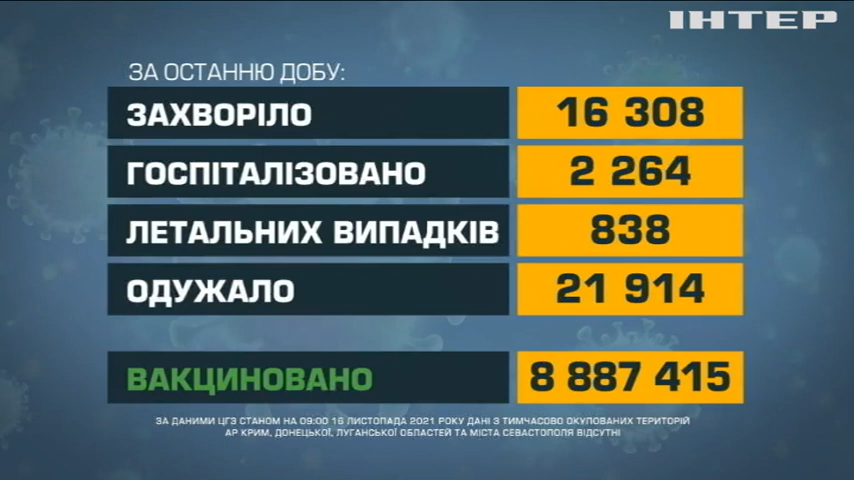 ІНТЕР
ЗА ОСТАННЮ ДОБУ:
ЗАХВОРІЛО 16 308
ГОСПІТАЛІЗОВАНО 2 264
ЛЕТАЛЬНИХ ВИПАДКІВ 838
ОДУЖАЛО 21 914
ВАКЦИНОВАНО 8 887 415
ЗА ДАНИМИ ЦГЗ СТАНОМ НА 09:00 16 ЛИСТОПАДА 2021 РОКУ ДАНІ З ТИМЧАСОВО ОКУПОВАНИХ ТЕРИТОРІЙ
АР КРИМ, ДОНЕЦЬКОЇ, ЛУГАНСЬКОЇ ОБЛАСТЕЙ ТА МІСТА СЕВАСТОПОЛЯ ВІДСУТНІ